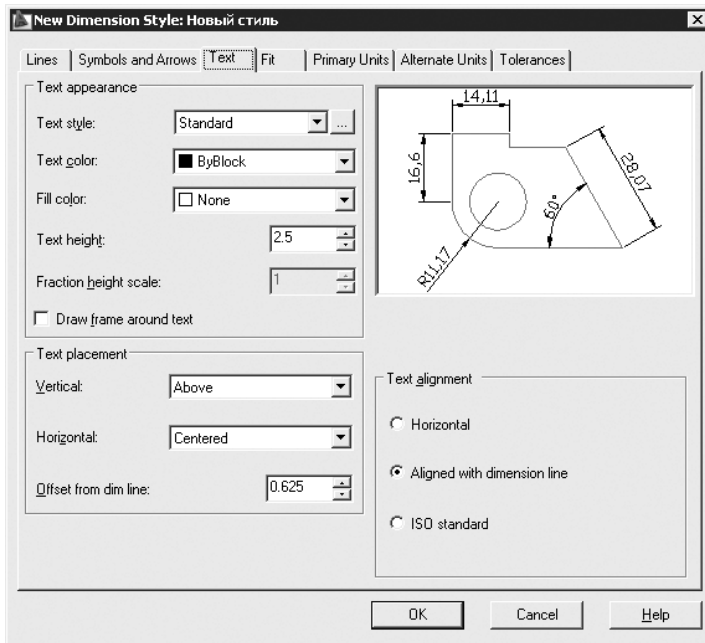 New Dimension Style: Новый стиль
Lines Symbols and Arrows Text Fit Primary Units Alternate Units Tolerances
Text appearance
Text style: Standard ...
Text color: ByBlock
Fill color: None
Text height: 2.5
Fraction height scale: 1
Draw frame around text
Text placement
Vertical: Above
Horizontal: Centered
Offset from dim line: 0.625
14,11
16,6
28,07
60°
R11,17
Text alignment
Horizontal
Aligned with dimension line
ISO standard
OK Cancel Help